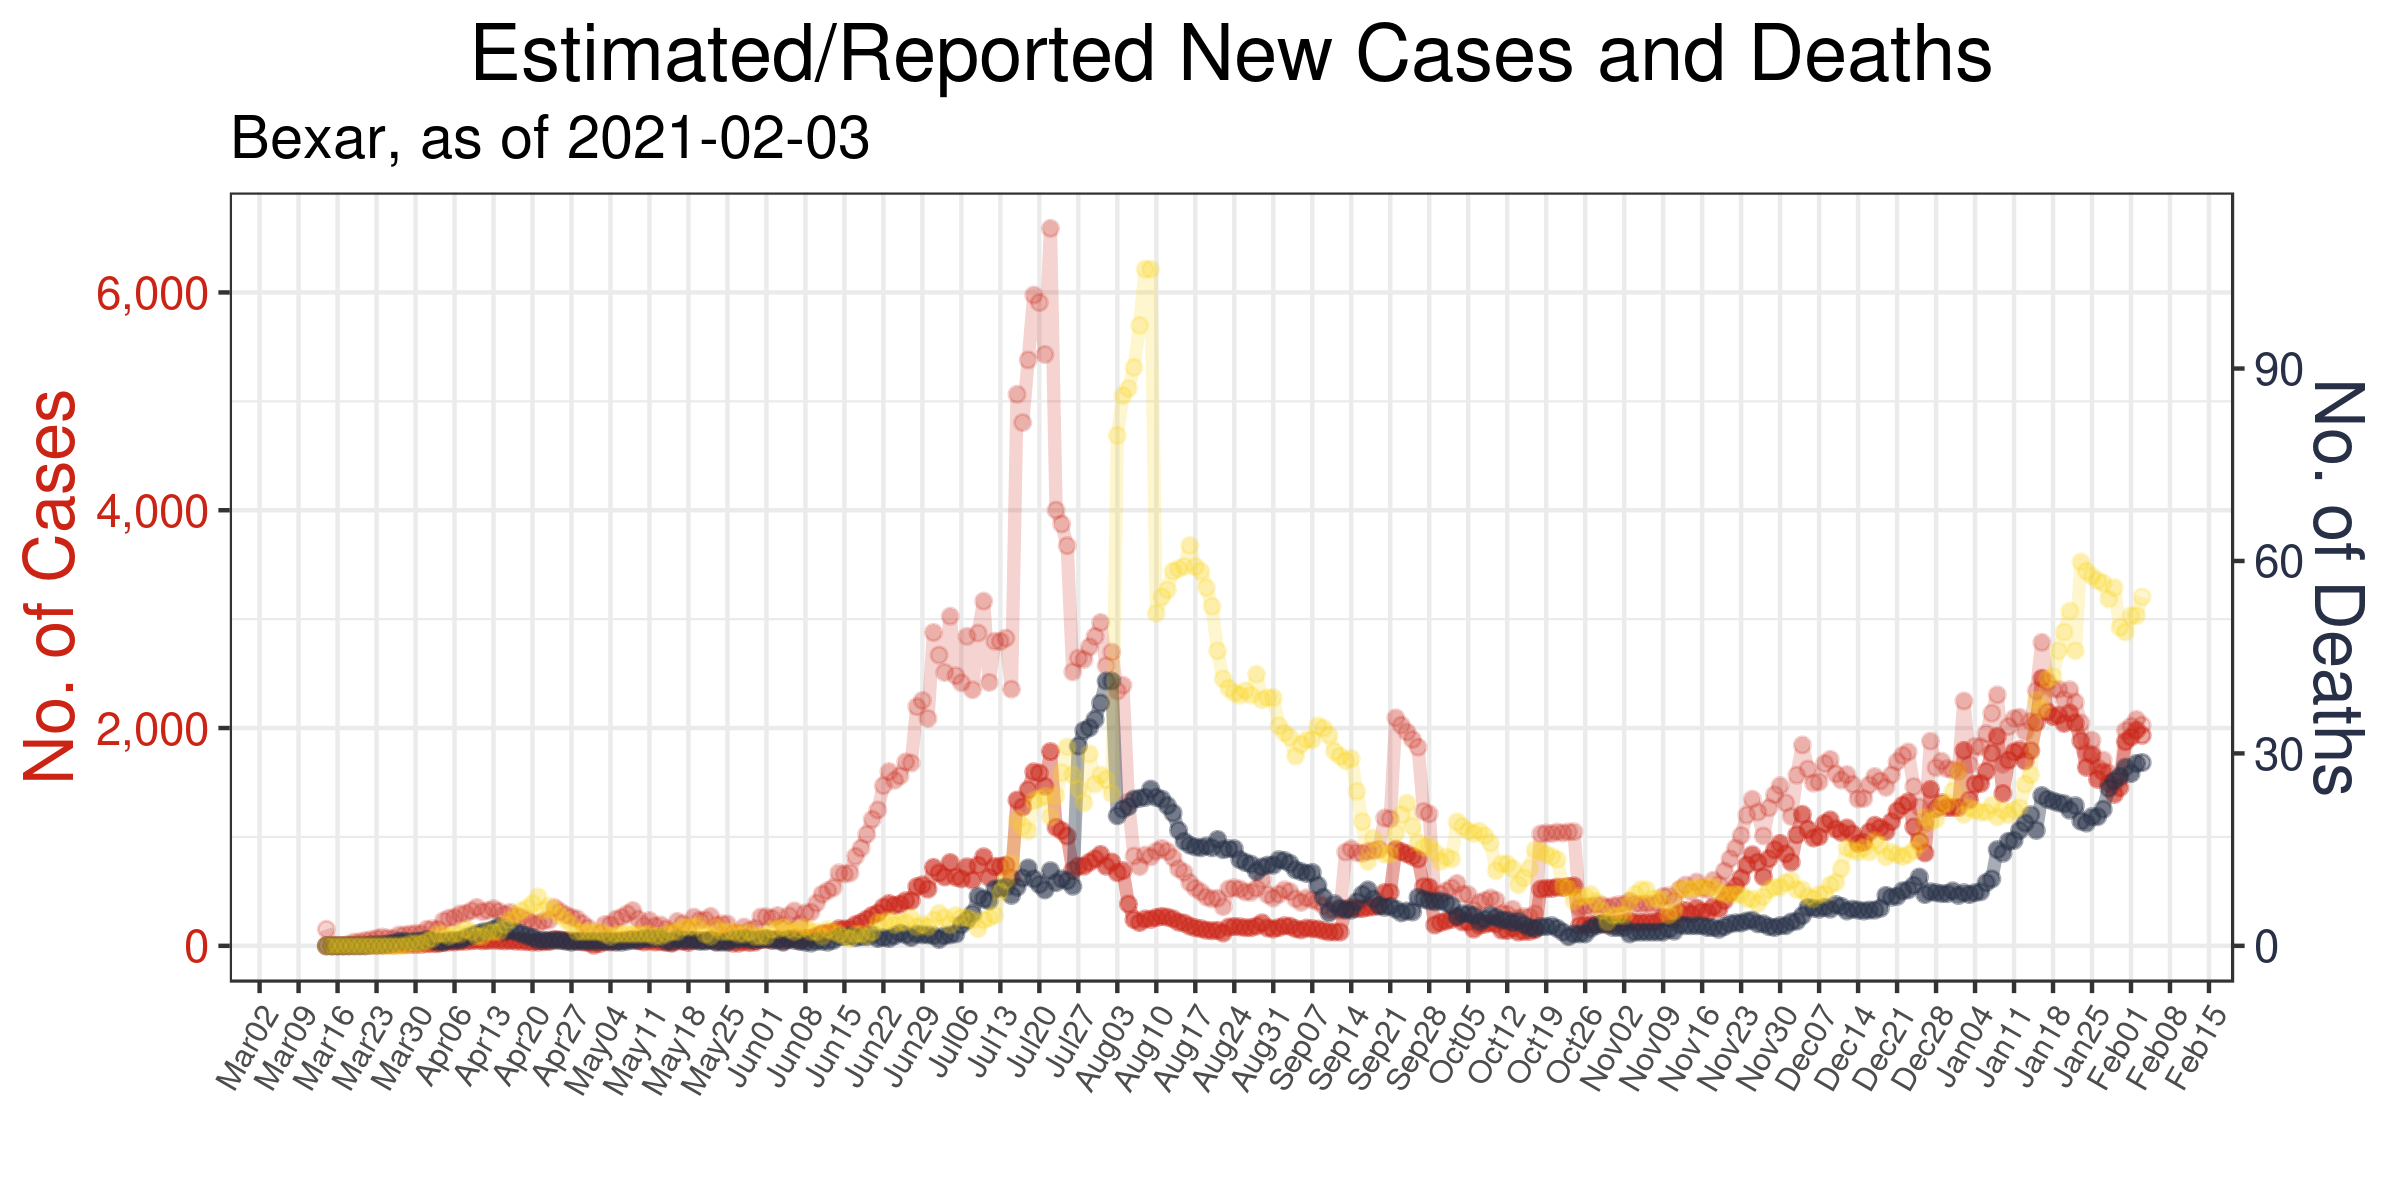 Estimated/Reported New Cases and Deaths
Bexar, as of 2021-02-03
No. of Cases
6,000
4,000
2,000
0
90
60
30
0
No. of Deaths
Mar02 Mar09 Mar16 Mar23 Mar30 Apr06 Apr13 Apr20 Apr27 May04 May11 May18 May25 Jun01 Jun08 Jun15 Jun22 Jun29 Jul06 Jul13 Jul20 Jul27 Aug03 Aug10 Aug17 Aug24 Aug31 Sep07 Sep14 Sep21 Sep28 Oct05 Oct12 Oct19 Oct26 Nov02 Nov09 Nov16 Nov23 Nov30 Dec07 Dec14 Dec21 Dec28 Jan04 Jan11 Jan18 Jan25 Feb01 Feb08 Feb15